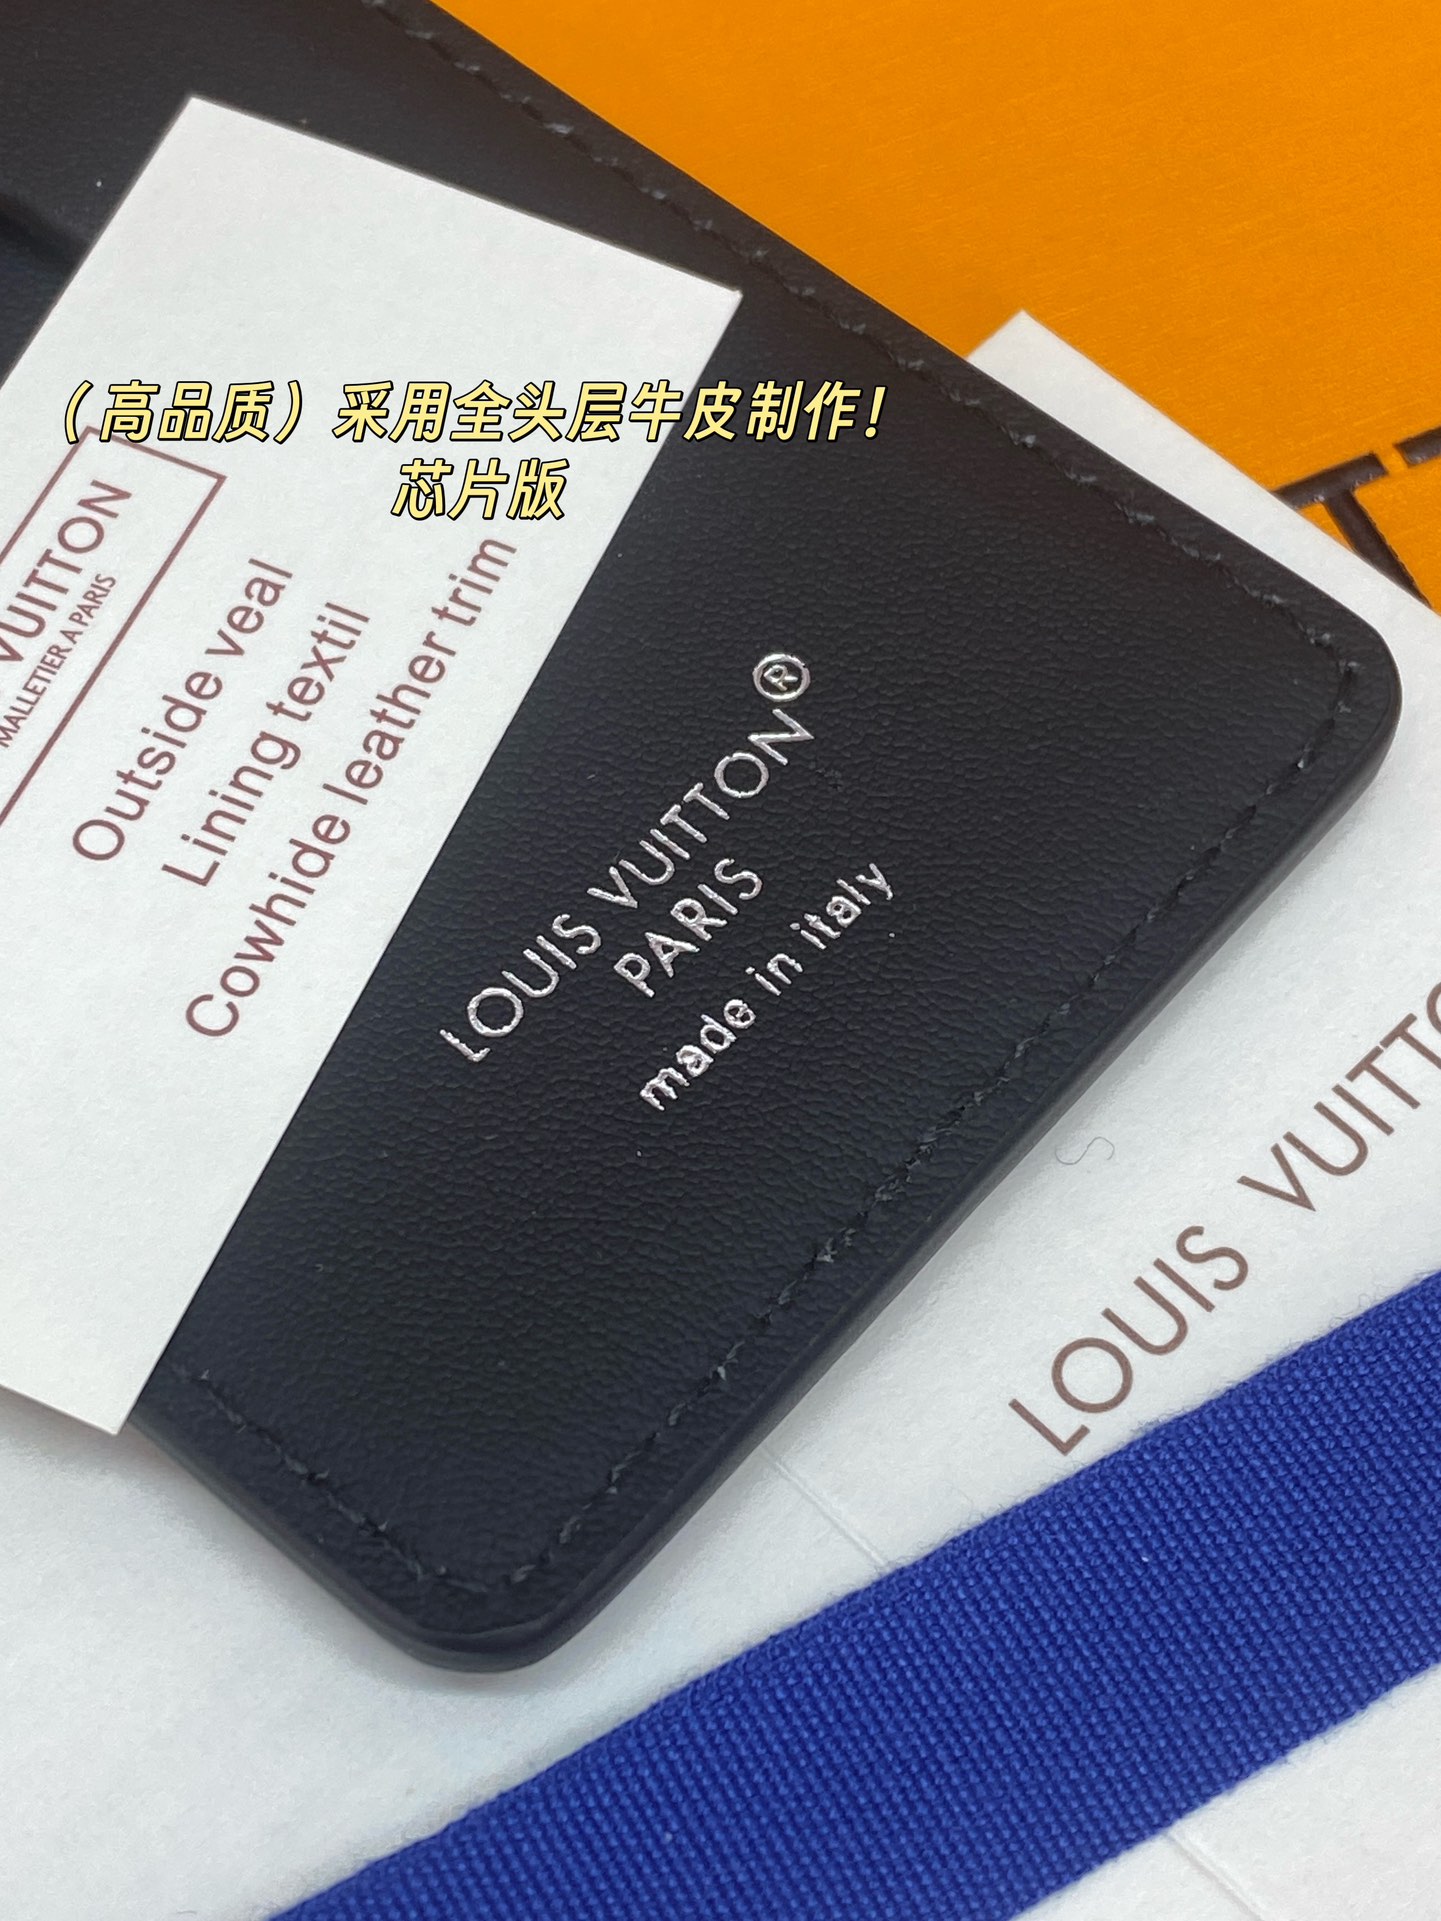 （高品质）采用全头层牛皮制作！
芯片版
VUITTON
MALLETIER A PARIS
Outside veal
Lining textil
Cowhide leather trim
LOUIS VUITTON®
PARIS
made in italy
LOUIS VUITTO